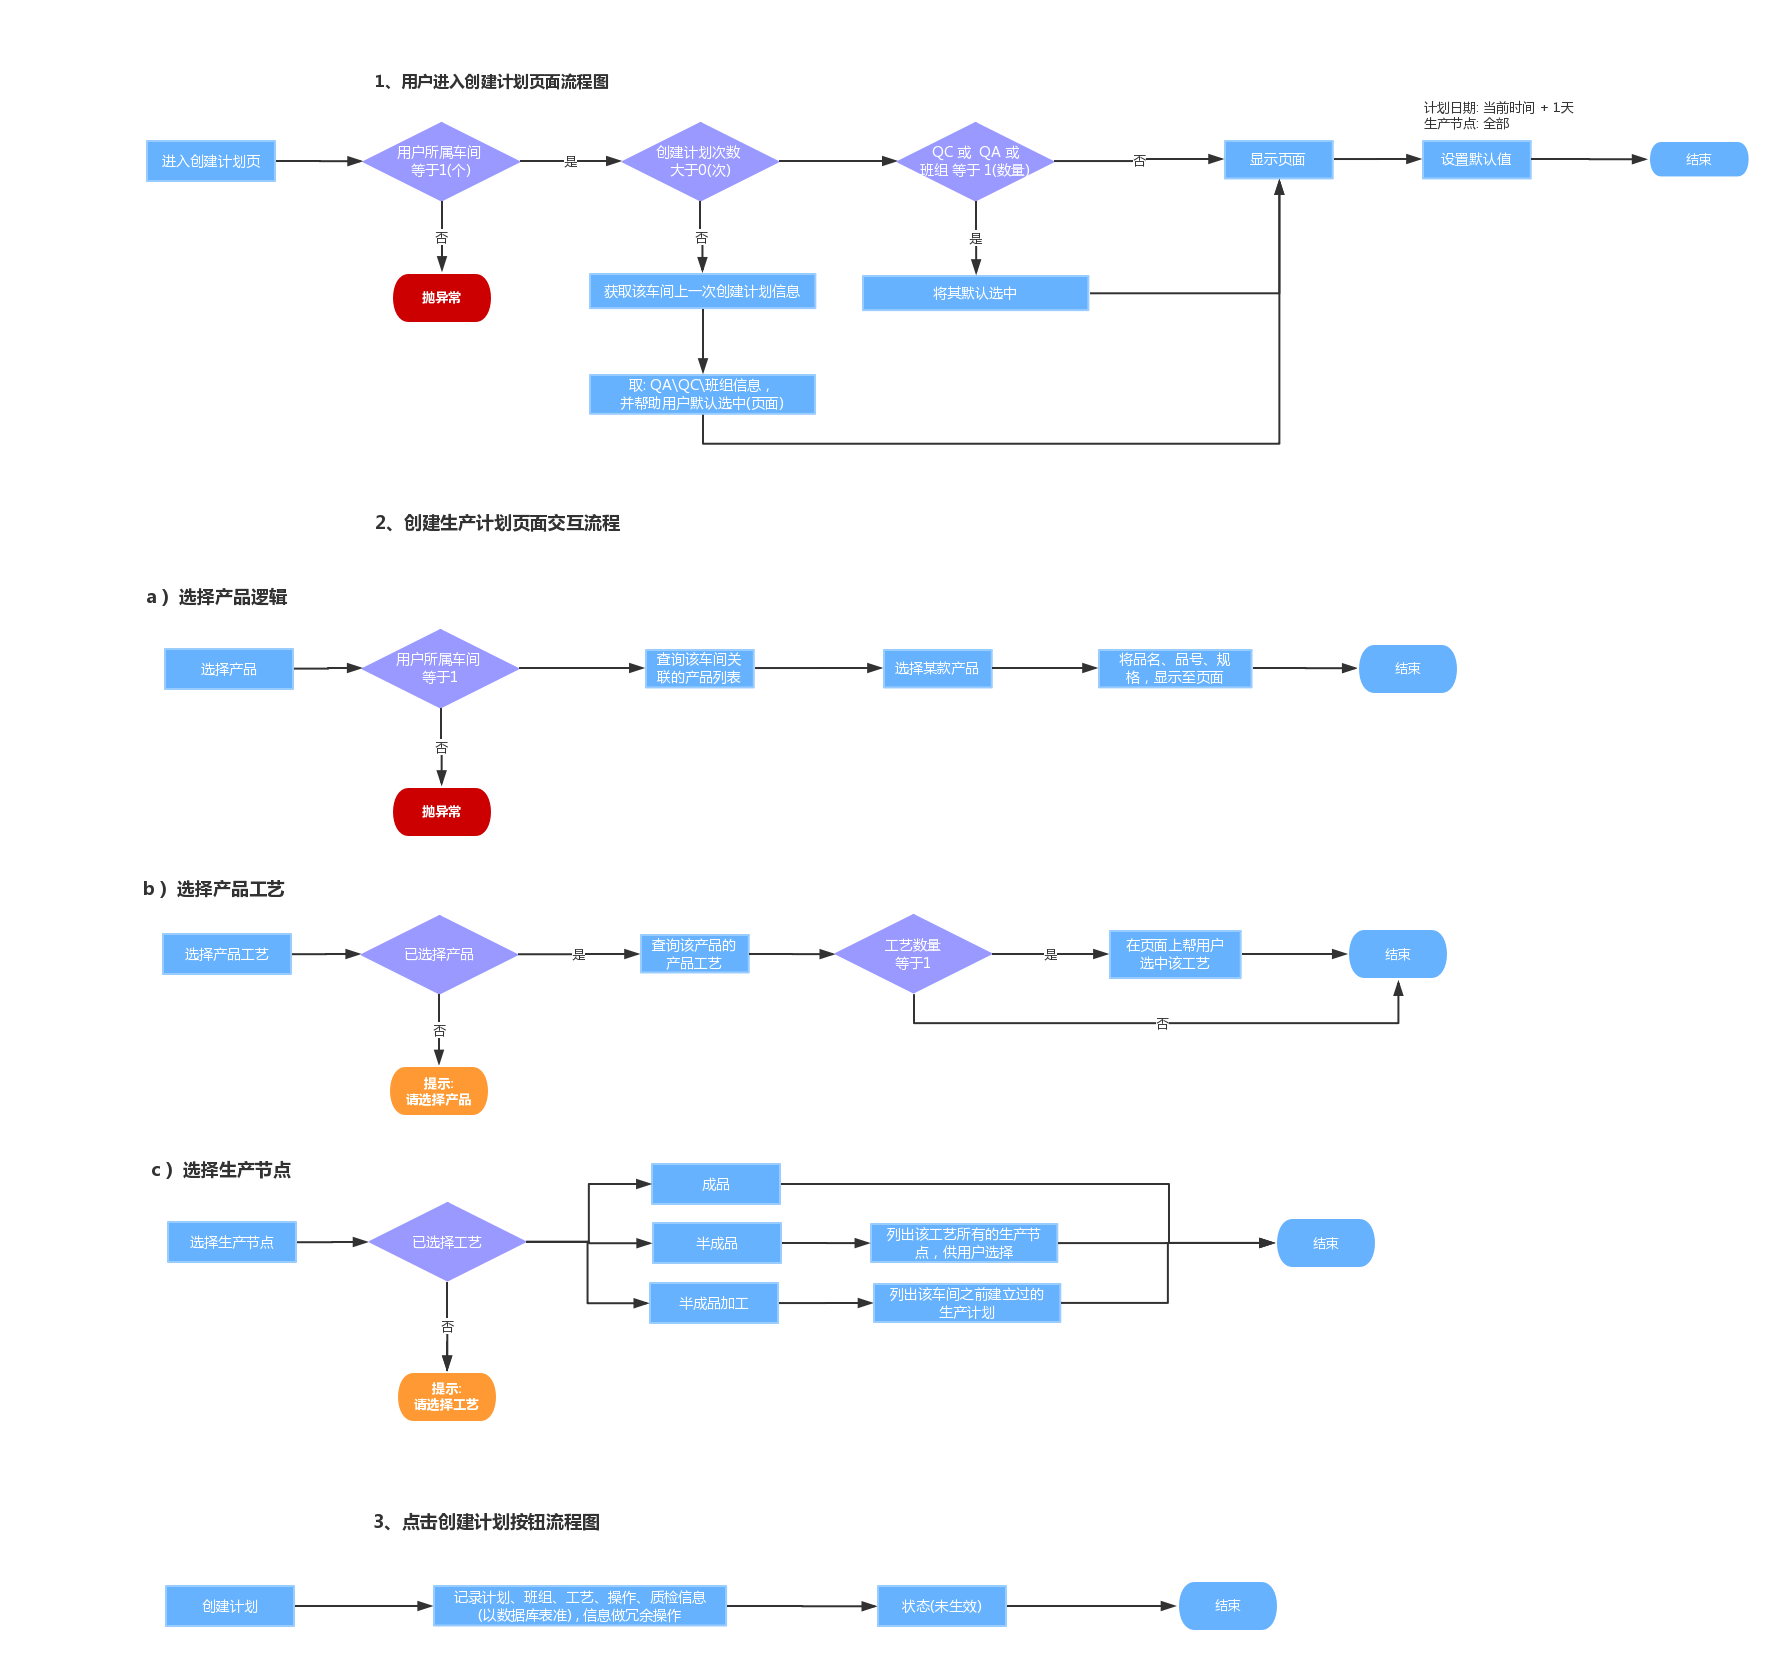 1、用户进入创建计划页面流程图
计划日期: 当前时间 + 1天
生产节点: 全部
进入创建计划页
用户所属车间
等于1(个)
是
创建计划次数
大于0(次)
QC 或  QA 或
班组 等于 1(数量)
否
显示页面
设置默认值
结束
否
否
是
抛异常
获取该车间上一次创建计划信息
将其默认选中
取: QA\QC\班组信息，
并帮助用户默认选中(页面)
2、创建生产计划页面交互流程
a）选择产品逻辑
选择产品
用户所属车间
等于1
查询该车间关
联的产品列表
选择某款产品
将品名、品号、规
格，显示至页面
结束
否
抛异常
b）选择产品工艺
选择产品工艺
已选择产品
是
查询该产品的
产品工艺
工艺数量
等于1
是
在页面上帮用户
选中该工艺
结束
否
否
提示:
请选择产品
c）选择生产节点
成品
选择生产节点
已选择工艺
半成品
列出该工艺所有的生产节
点，供用户选择
结束
半成品加工
列出该车间之前建立过的
生产计划
否
提示:
请选择工艺
3、点击创建计划按钮流程图
创建计划
记录计划、班组、工艺、操作、质检信息
(以数据库表准)，信息做冗余操作
状态(未生效)
结束